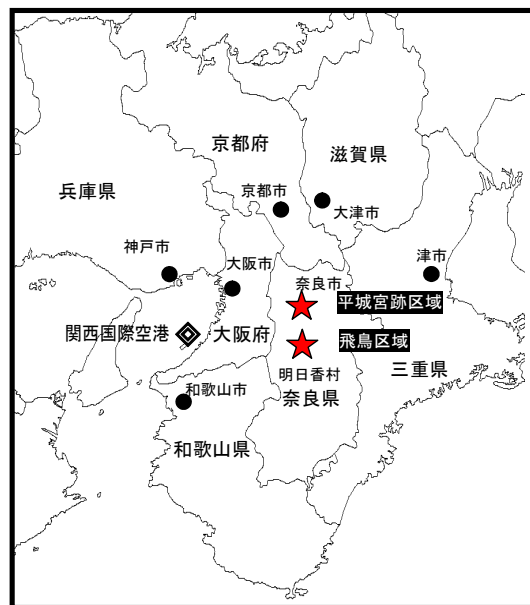 京都府
滋賀県
兵庫県
京都市
大津市
神戸市
大阪市
奈良市
津市
平城宮跡区域
関西国際空港
大阪府
飛鳥区域
三重県
明日香村
和歌山市
奈良県
和歌山県